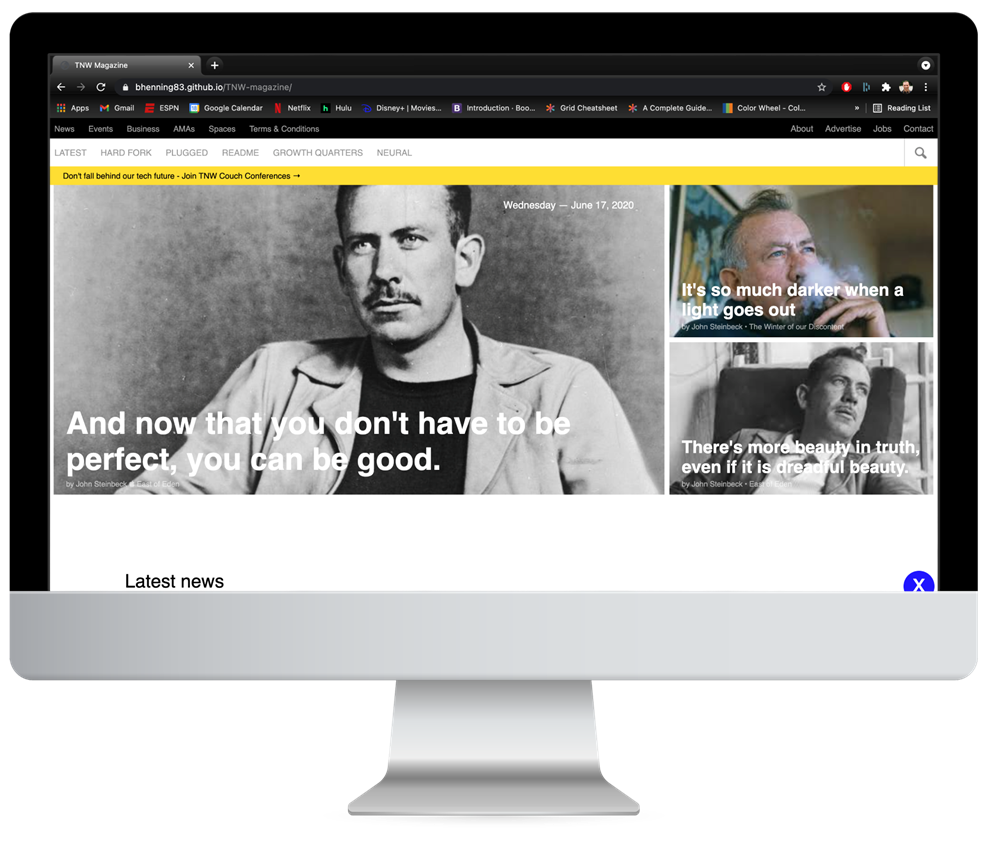 TNW Magazine
bhenning83.github.io/TNW-magazine/
Apps Gmail ESPN Google Calendar Netflix Hulu Disney+ | Movies... Introduction · Boo... Grid Cheatsheet A Complete Guide... Color Wheel - Col... » Reading List
News Events Business AMAs Spaces Terms & Conditions About Advertise Jobs Contact
LATEST HARD FORK PLUGGED README GROWTH QUARTERS NEURAL
Don't fall behind our tech future - Join TNW Couch Conferences →
Wednesday — June 17, 2020
And now that you don't have to be
perfect, you can be good.
by John Steinbeck • East of Eden
It's so much darker when a
light goes out
by John Steinbeck • The Winter of our Discontent
There's more beauty in truth,
even if it is dreadful beauty.
by John Steinbeck • East of Eden
Latest news
X